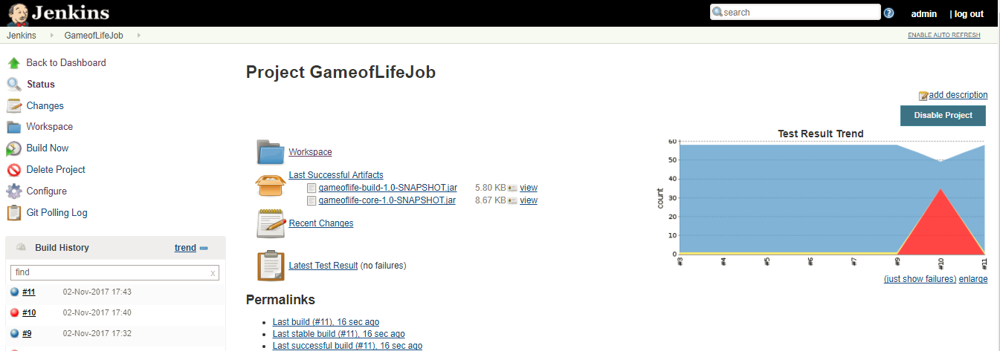 Jenkins
search
admin | log out
Jenkins GameofLifeJob
ENABLE AUTO REFRESH
Back to Dashboard
Status
Changes
Workspace
Build Now
Delete Project
Configure
Git Polling Log
Build History trend
find x
#11 02-Nov-2017 17:43
#10 02-Nov-2017 17:40
#9 02-Nov-2017 17:32
Project GameofLifeJob
add description
Disable Project
Workspace
Last Successful Artifacts
gameoflife-build-1.0-SNAPSHOT.jar 5.80 KB view
gameoflife-core-1.0-SNAPSHOT.jar 8.67 KB view
Recent Changes
Latest Test Result (no failures)
Test Result Trend
60
50
40
30
20
10
0
count
#3 #4 #5 #6 #7 #9 #10 #11
(just show failures) enlarge
Permalinks
Last build (#11), 16 sec ago
Last stable build (#11), 16 sec ago
Last successful build (#11), 16 sec ago